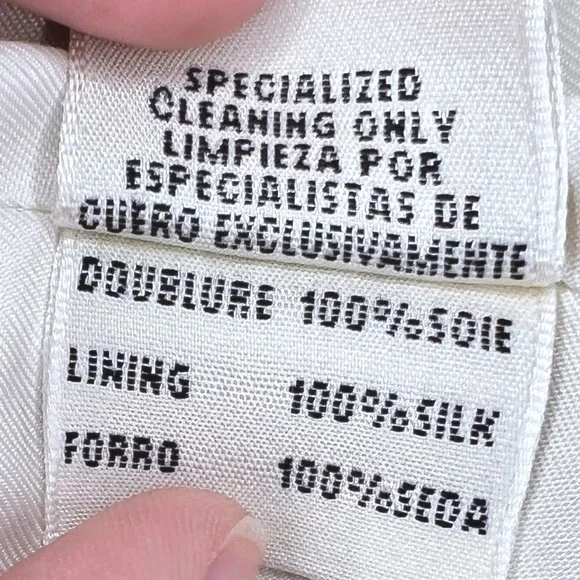 SPECIALIZED
CLEANING ONLY
LIMPIEZA POR
ESPECIALISTAS DE
CUERO EXCLUSIVAMENTE
DOUBLURE 100%SOIE
LINING 100%SILK
FORRO 100%SEDA